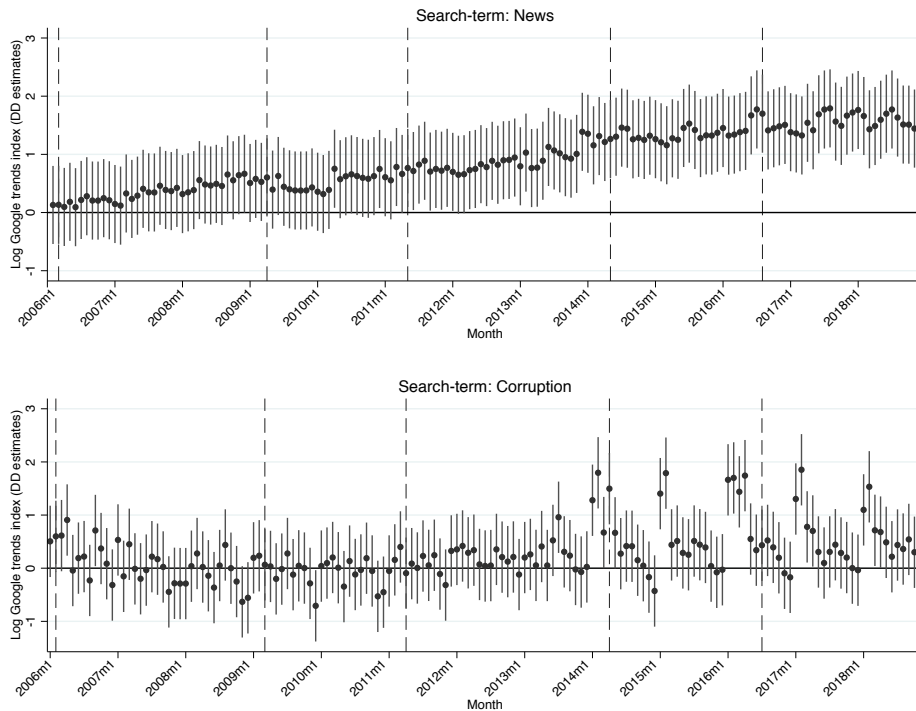 Search-term: News
Log Google trends index (DD estimates)
3
2
1
0
-1
2006m1
2007m1
2008m1
2009m1
2010m1
2011m1
2012m1
2013m1
2014m1
2015m1
2016m1
2017m1
2018m1
Month
Search-term: Corruption
Log Google trends index (DD estimates)
3
2
1
0
-1
2006m1
2007m1
2008m1
2009m1
2010m1
2011m1
2012m1
2013m1
2014m1
2015m1
2016m1
2017m1
2018m1
Month